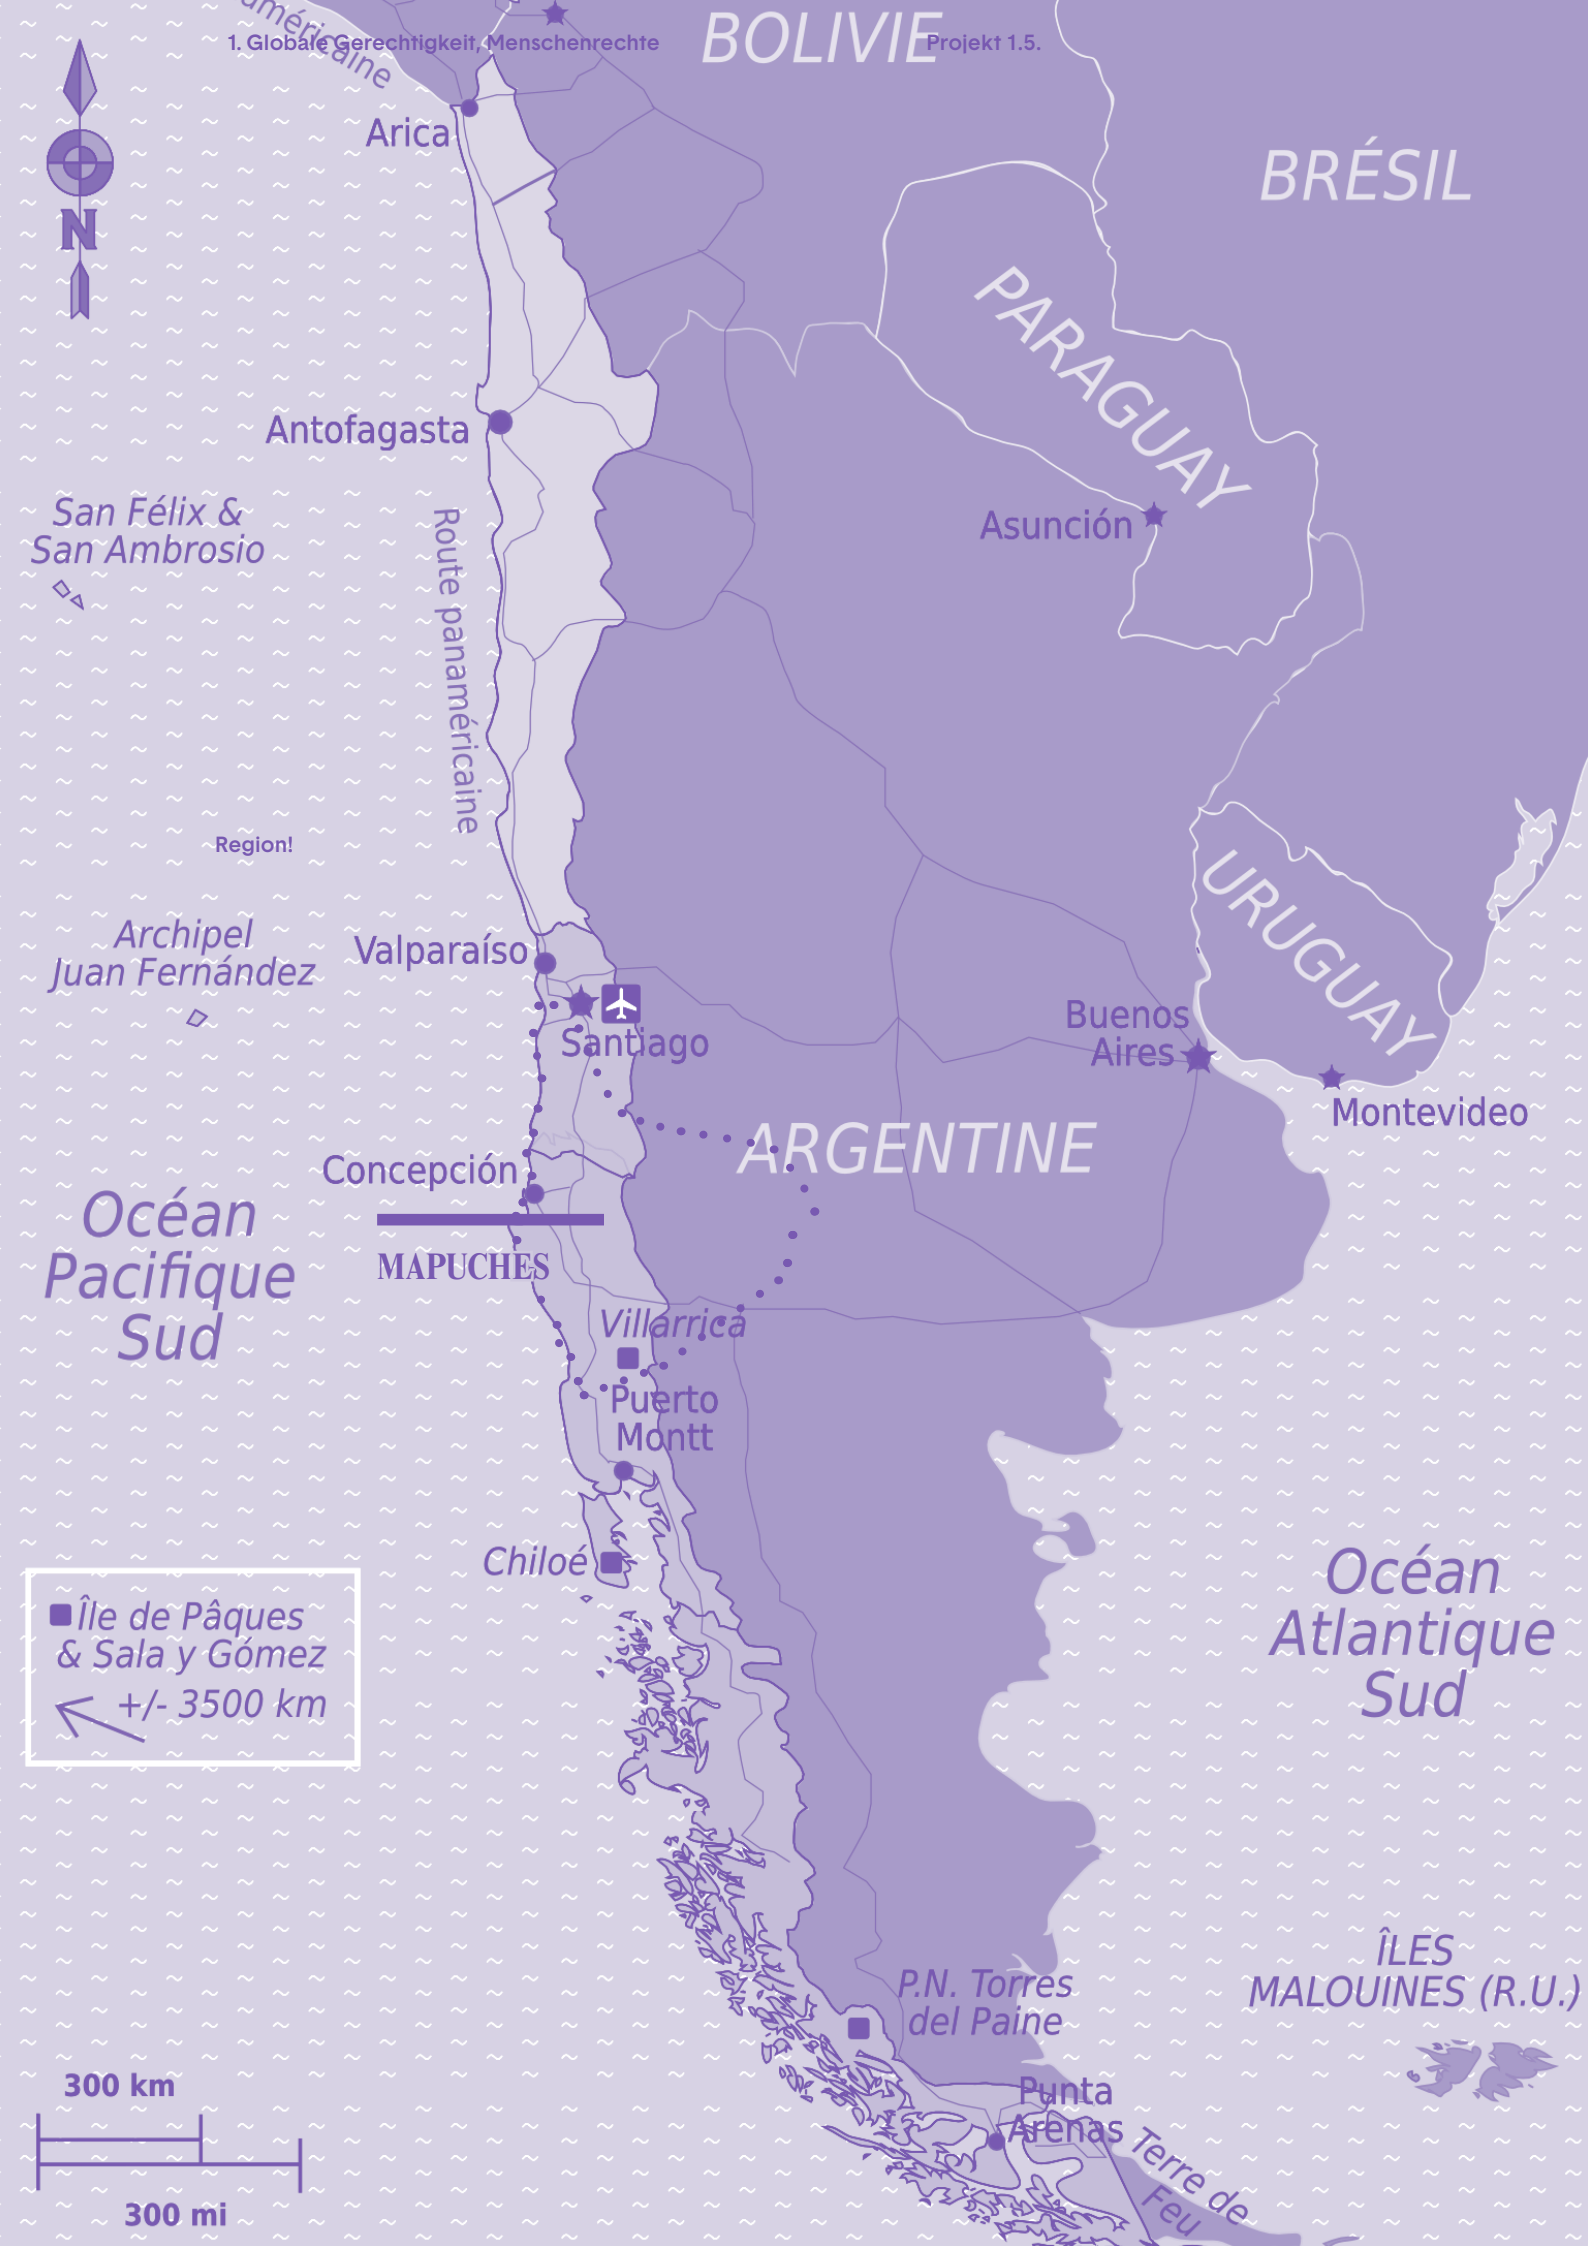 BOLIVIE
américaine
1. Globale Gerechtigkeit, Menschenrechte
Projekt 1.5.
Arica
BRÉSIL
N
PARAGUAY
Antofagasta
San Félix &
San Ambrosio
Asunción
Route panaméricaine
Region!
URUGUAY
Archipel
Juan Fernández
Valparaíso
Santiago
Buenos
Aires
Montevideo
ARGENTINE
Concepción
Océan
Pacifique
Sud
MAPUCHES
Villarrica
Puerto
Montt
Chiloé
Océan
Atlantique
Sud
Île de Pâques
& Sala y Gómez
+/- 3500 km
ÎLES
MALOUINES (R.U.)
P.N. Torres
del Paine
300 km
Punta
Arenas
Terre de
Feu
300 mi